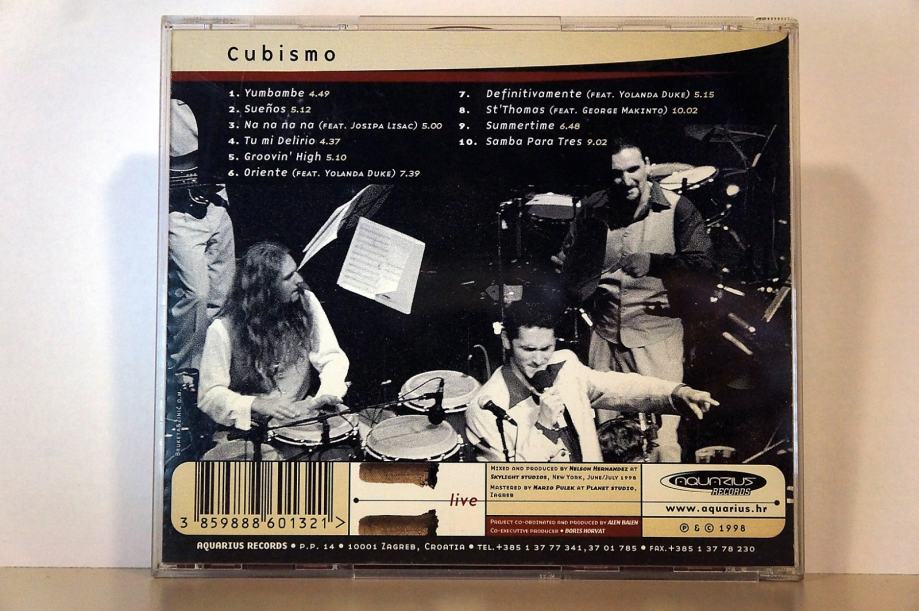 Cubismo
1. Yumbambe 4.49
2. Sueños 5.12
3. Na na na na (feat. Josipa Lisac) 5.00
4. Tu mi Delirio 4.37
5. Groovin' High 5.10
6. Oriente (feat. Yolanda Duke) 7.39
7. Definitivamente (feat. Yolanda Duke) 5.15
8. St'Thomas (feat. George Makinto) 10.02
9. Summertime 6.48
10. Samba Para Tres 9.02
3 859888 601321 >
live
Mixed and produced by Nelson Hernandez at
Skylight studios, New York, June/July 1998
Mastered by Mario Pulek at Planet studio,
Zagreb
Project co-ordinated and produced by Alen Balen
Co-executive producer • Boris Horvat
AQUARIUS
RECORDS
www.aquarius.hr
Ⓟ & © 1998
Aquarius Records • P.P. 14 • 10001 Zagreb, Croatia • Tel.+385 1 37 77 341,37 01 785 • Fax.+385 1 37 78 230